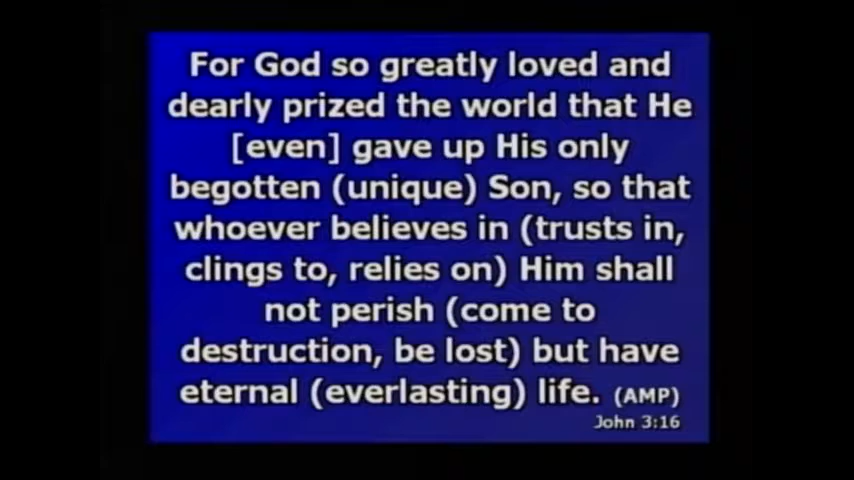 For God so greatly loved and
dearly prized the world that He
[even] gave up His only
begotten (unique) Son, so that
whoever believes in (trusts in,
clings to, relies on) Him shall
not perish (come to
destruction, be lost) but have
eternal (everlasting) life. (AMP)
John 3:16